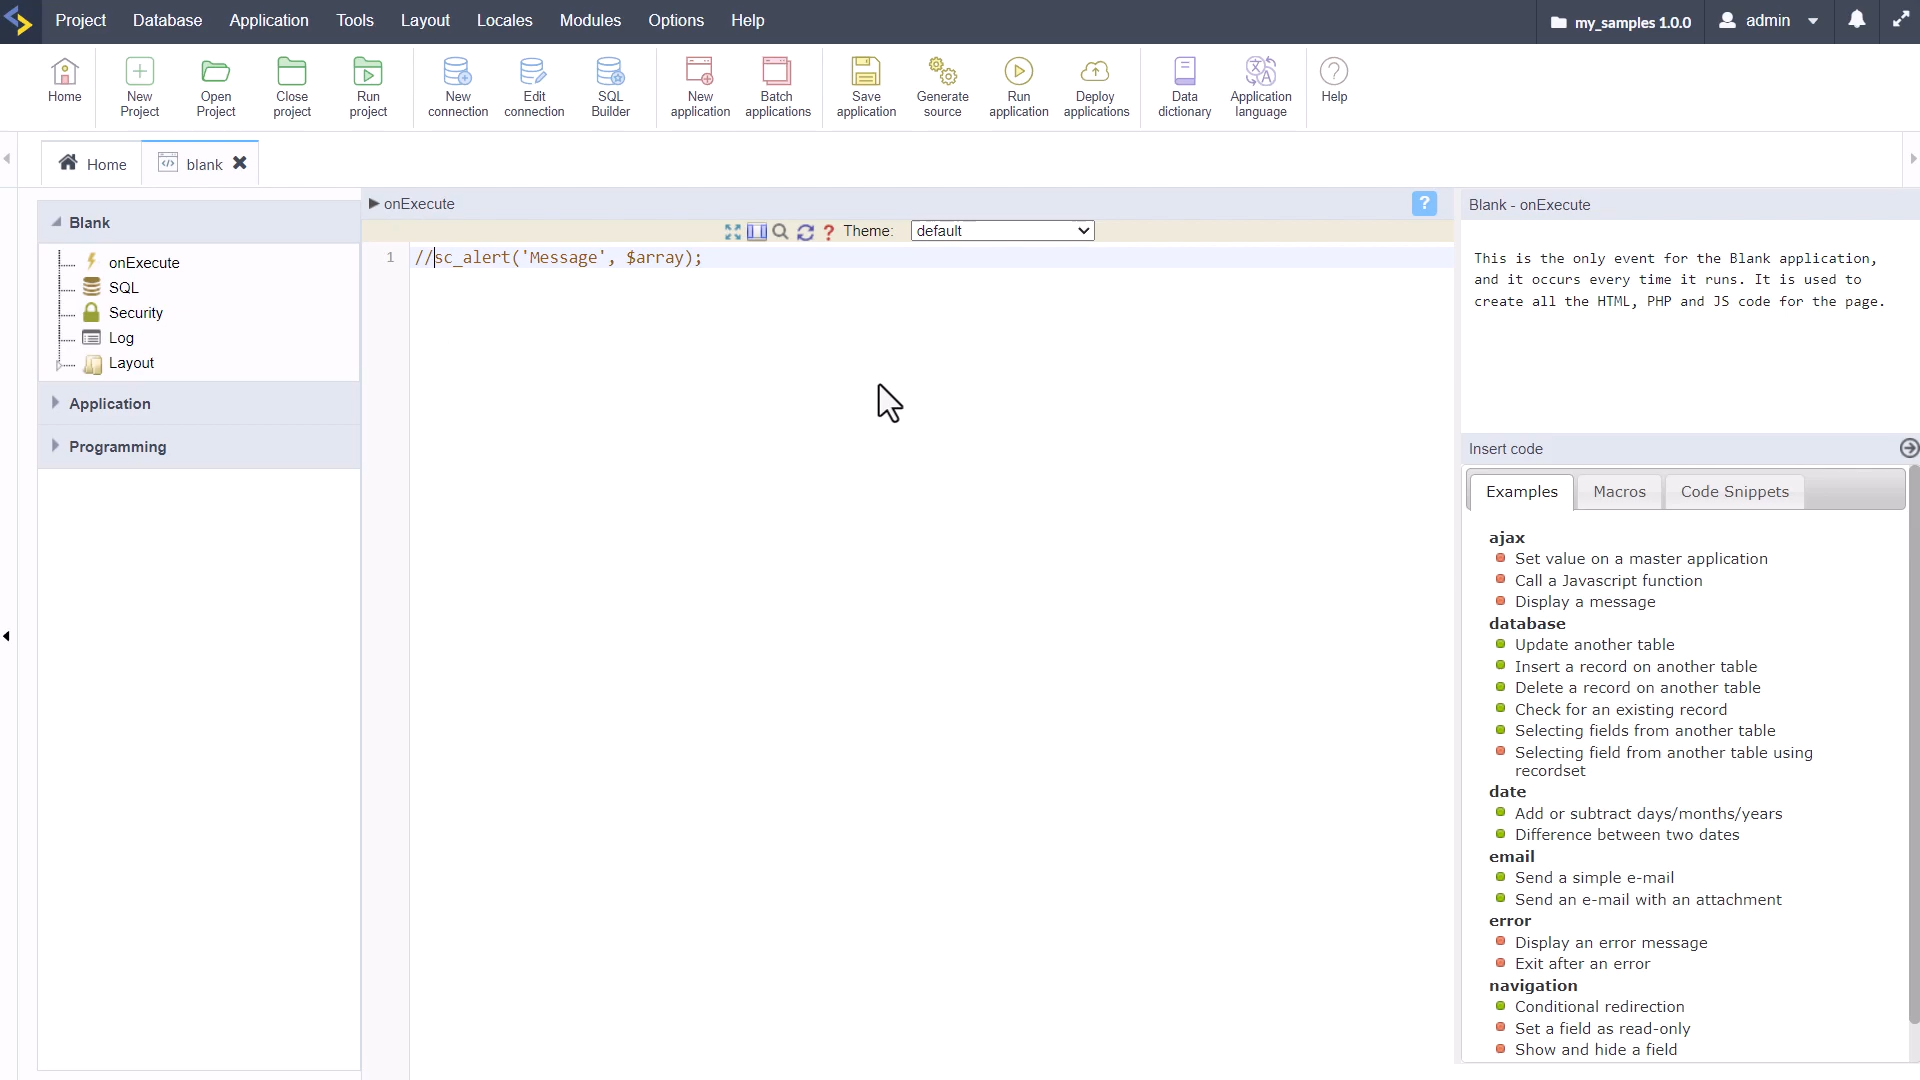 Project Database Application Tools Layout Locales Modules Options Help my_samples 1.0.0 admin
Home
New Project
Open Project
Close project
Run project
New connection
Edit connection
SQL Builder
New application
Batch applications
Save application
Generate source
Run application
Deploy applications
Data dictionary
Application language
Help
Home blank
Blank
onExecute
SQL
Security
Log
Layout
Application
Programming
onExecute ?
? Theme: default
1 //sc_alert('Message', $array);
Blank - onExecute
This is the only event for the Blank application,
and it occurs every time it runs. It is used to
create all the HTML, PHP and JS code for the page.
Insert code
Examples Macros Code Snippets
ajax
Set value on a master application
Call a Javascript function
Display a message
database
Update another table
Insert a record on another table
Delete a record on another table
Check for an existing record
Selecting fields from another table
Selecting field from another table using
recordset
date
Add or subtract days/months/years
Difference between two dates
email
Send a simple e-mail
Send an e-mail with an attachment
error
Display an error message
Exit after an error
navigation
Conditional redirection
Set a field as read-only
Show and hide a field